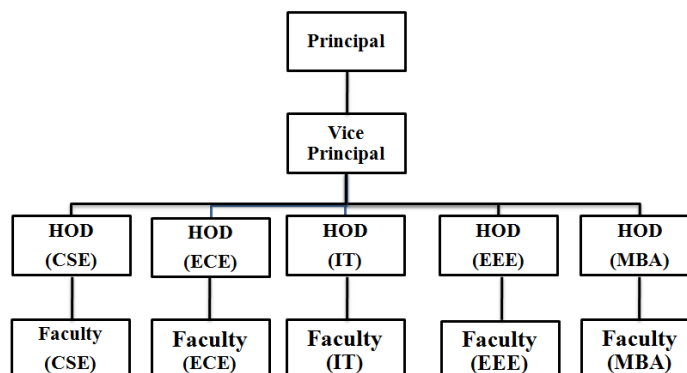 Principal
Vice
Principal
HOD
(CSE)
HOD
(ECE)
HOD
(IT)
HOD
(EEE)
HOD
(MBA)
Faculty
(CSE)
Faculty
(ECE)
Faculty
(IT)
Faculty
(EEE)
Faculty
(MBA)